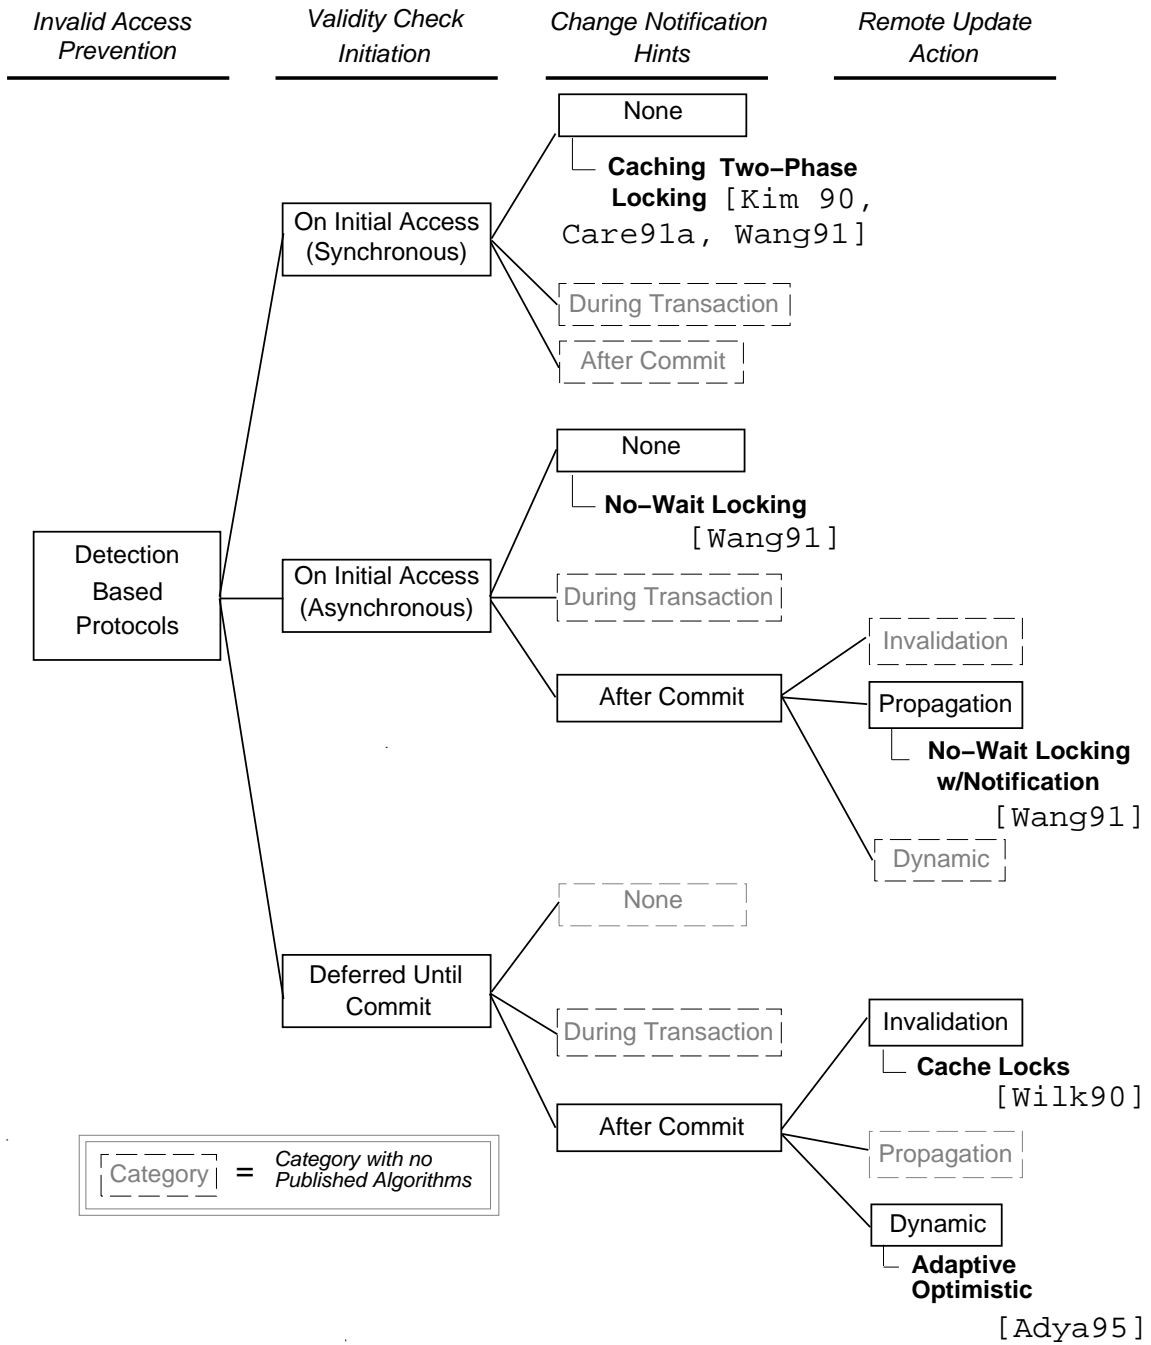 Invalid Access
Prevention
Validity Check
Initiation
Change Notification
Hints
Remote Update
Action
None
Caching Two–Phase
Locking [Kim 90,
Care91a, Wang91]
On Initial Access
(Synchronous)
During Transaction
After Commit
None
No–Wait Locking
[Wang91]
Detection
Based
Protocols
On Initial Access
(Asynchronous)
During Transaction
Invalidation
After Commit
Propagation
No–Wait Locking
w/Notification
[Wang91]
Dynamic
None
Deferred Until
Commit
During Transaction
Invalidation
Cache Locks
[Wilk90]
After Commit
Propagation
Dynamic
Adaptive
Optimistic
[Adya95]
Category = Category with no
Published Algorithms